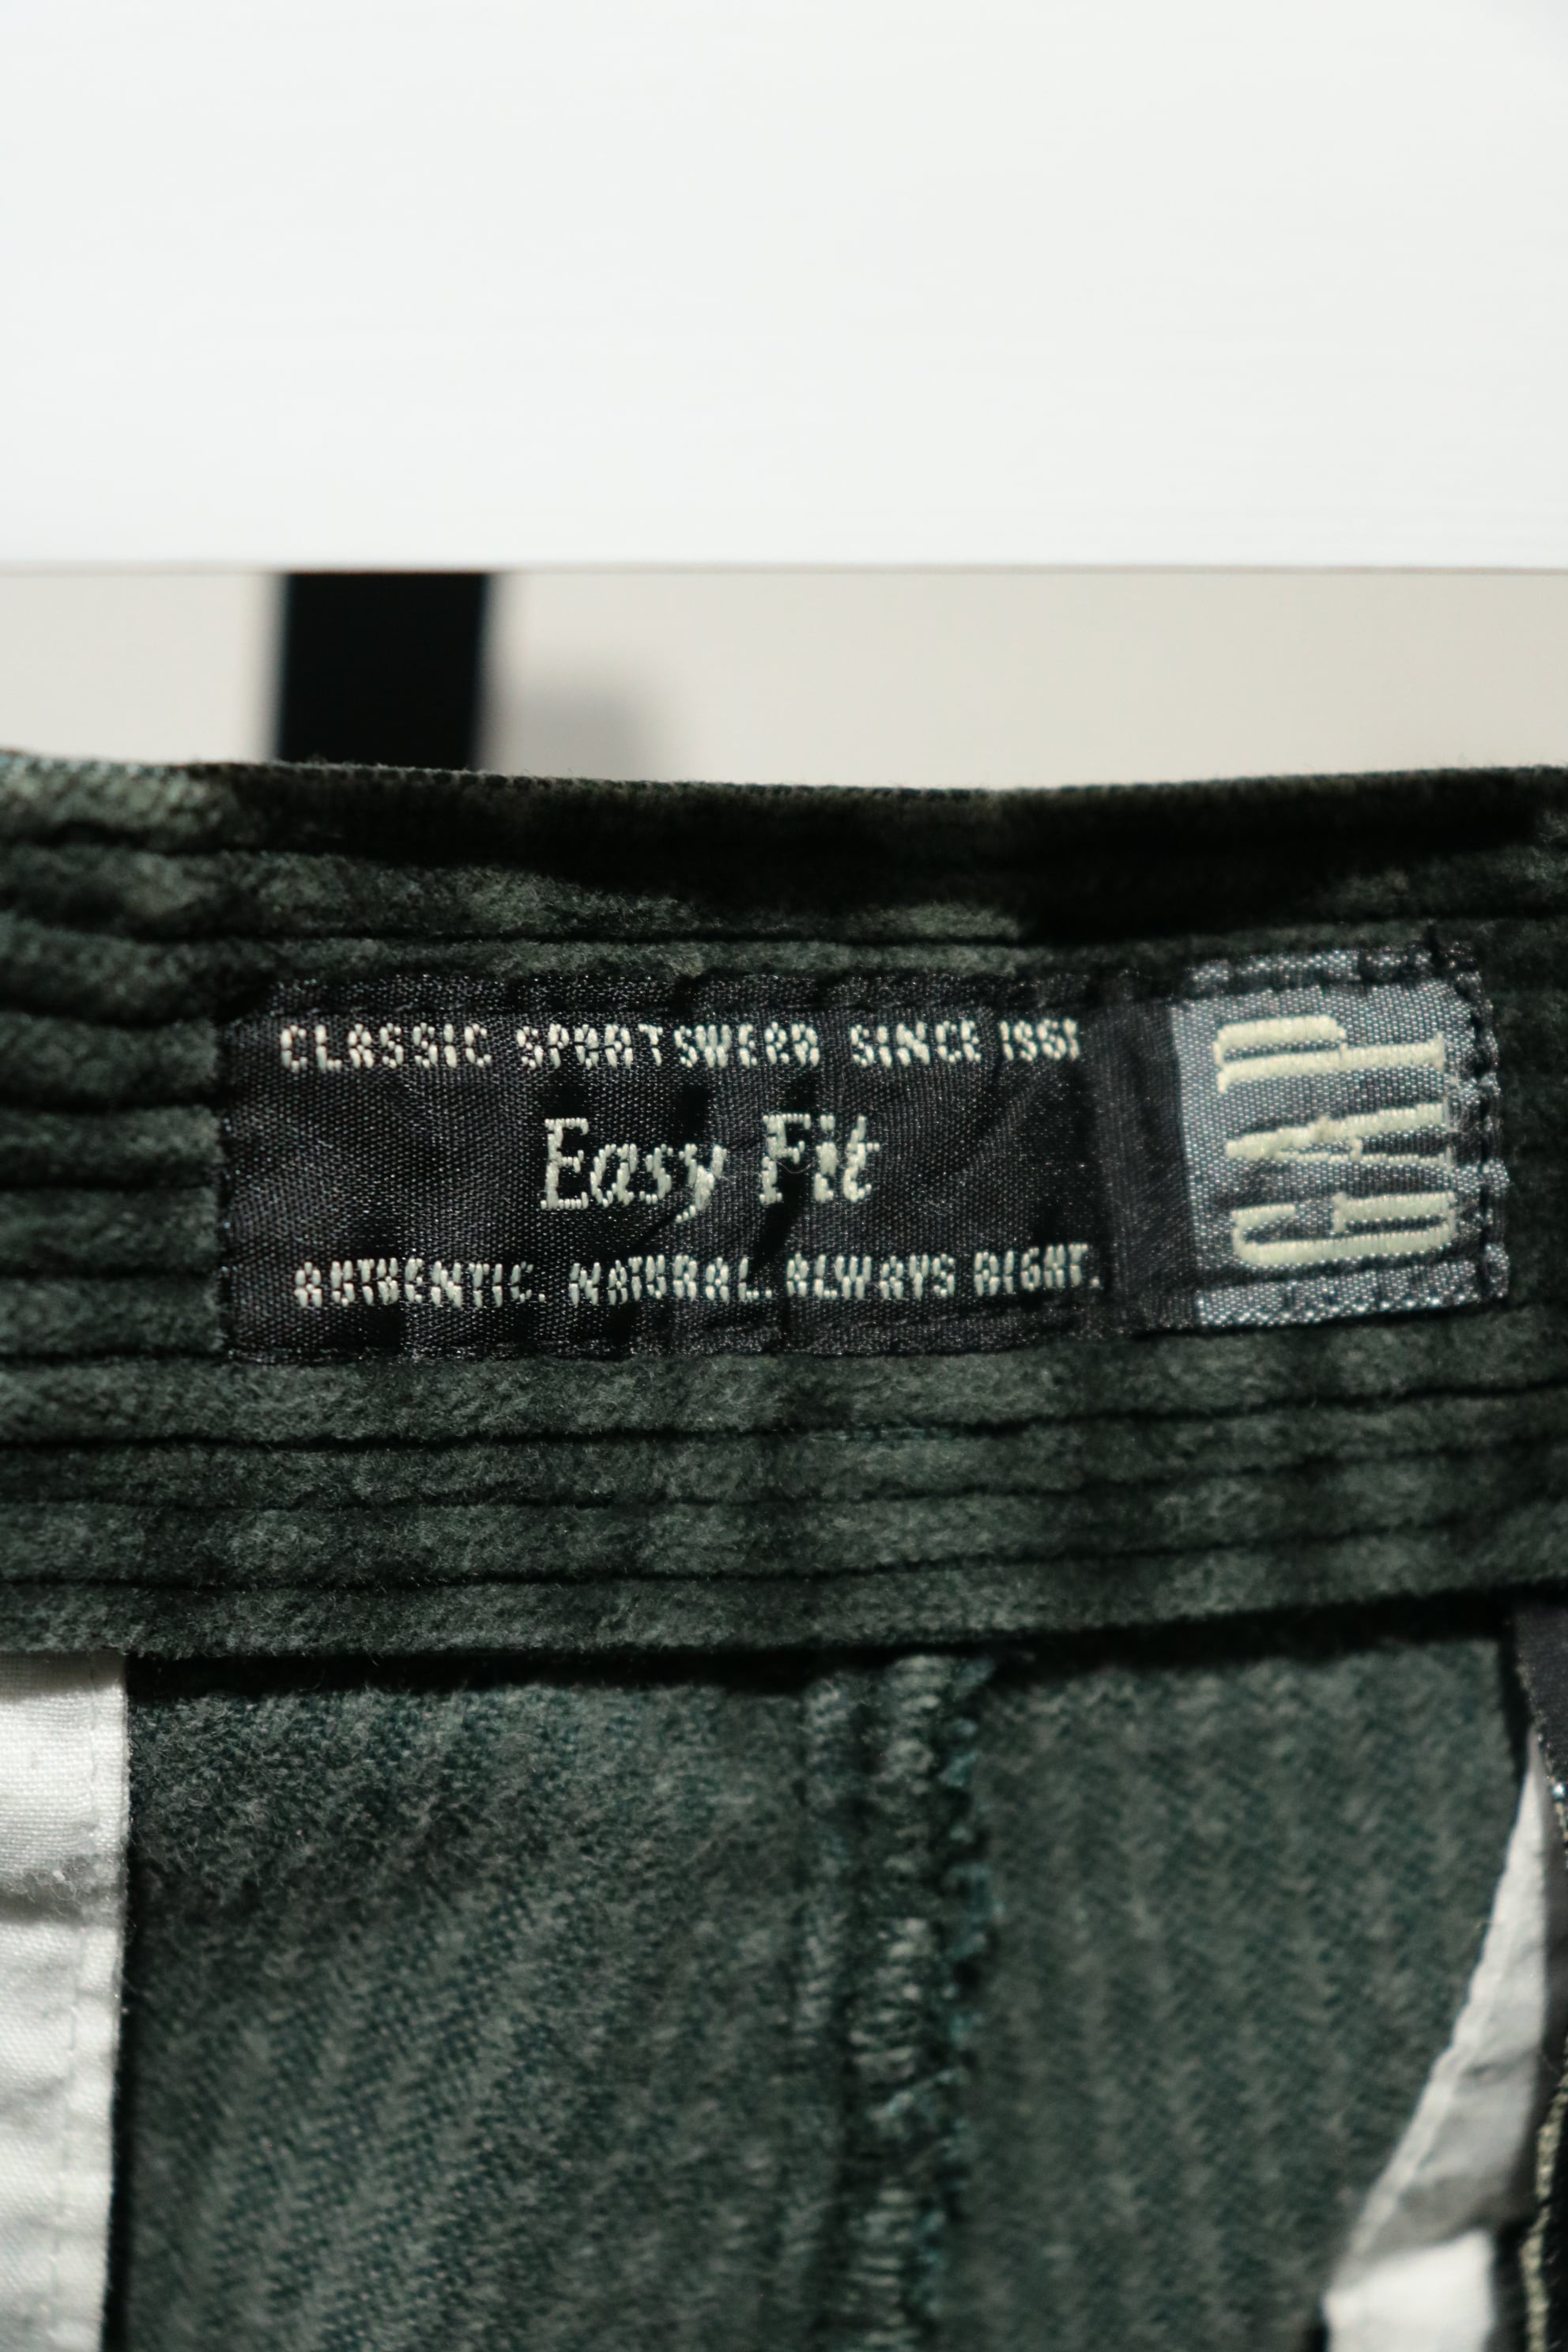 CLASSIC SPORTSWEAR SINCE 1969
Easy Fit
AUTHENTIC. NATURAL. ALWAYS RIGHT.
GAP